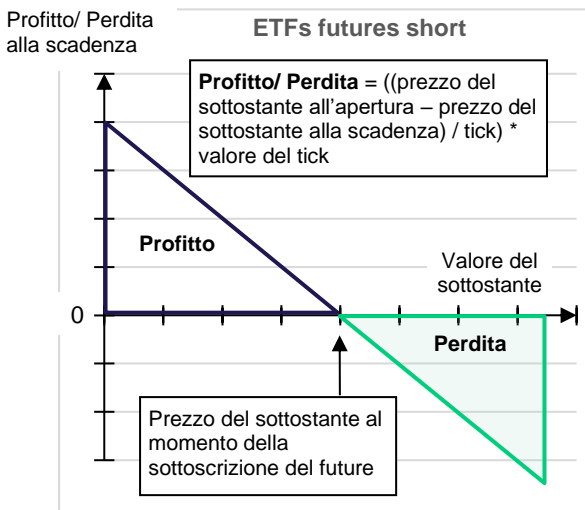 Profitto/ Perdita
alla scadenza
ETFs futures short
Profitto/ Perdita = ((prezzo del
sottostante all'apertura – prezzo del
sottostante alla scadenza) / tick) *
valore del tick
Profitto
Valore del
sottostante
0
Perdita
Prezzo del sottostante al
momento della
sottoscrizione del future